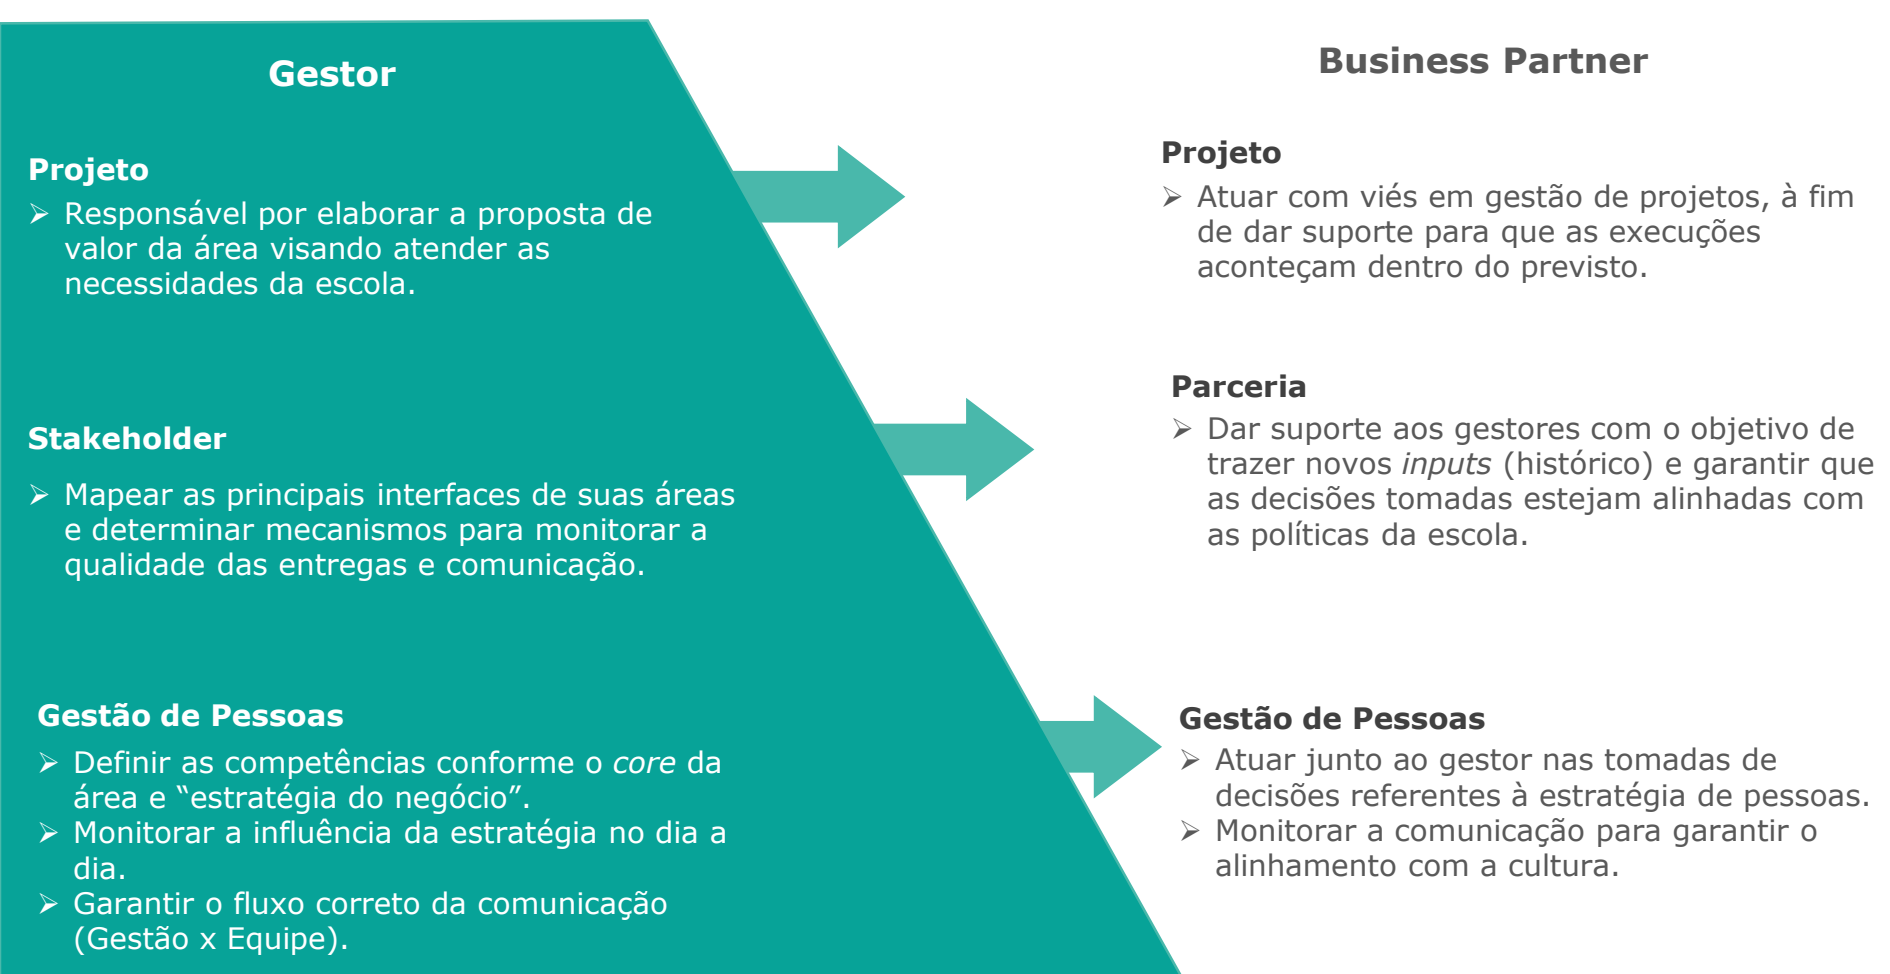 Gestor
Projeto
➢ Responsável por elaborar a proposta de
valor da área visando atender as
necessidades da escola.
Stakeholder
➢ Mapear as principais interfaces de suas áreas
e determinar mecanismos para monitorar a
qualidade das entregas e comunicação.
Gestão de Pessoas
➢ Definir as competências conforme o core da
área e “estratégia do negócio”.
➢ Monitorar a influência da estratégia no dia a
dia.
➢ Garantir o fluxo correto da comunicação
(Gestão x Equipe).
Business Partner
Projeto
➢ Atuar com viés em gestão de projetos, à fim
de dar suporte para que as execuções
aconteçam dentro do previsto.
Parceria
➢ Dar suporte aos gestores com o objetivo de
trazer novos inputs (histórico) e garantir que
as decisões tomadas estejam alinhadas com
as políticas da escola.
Gestão de Pessoas
➢ Atuar junto ao gestor nas tomadas de
decisões referentes à estratégia de pessoas.
➢ Monitorar a comunicação para garantir o
alinhamento com a cultura.